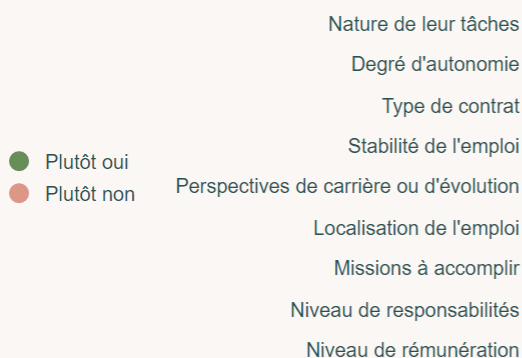 Nature de leur tâches
Degré d'autonomie
Type de contrat
Stabilité de l'emploi
Plutôt oui
Plutôt non
Perspectives de carrière ou d'évolution
Localisation de l'emploi
Missions à accomplir
Niveau de responsabilités
Niveau de rémunération